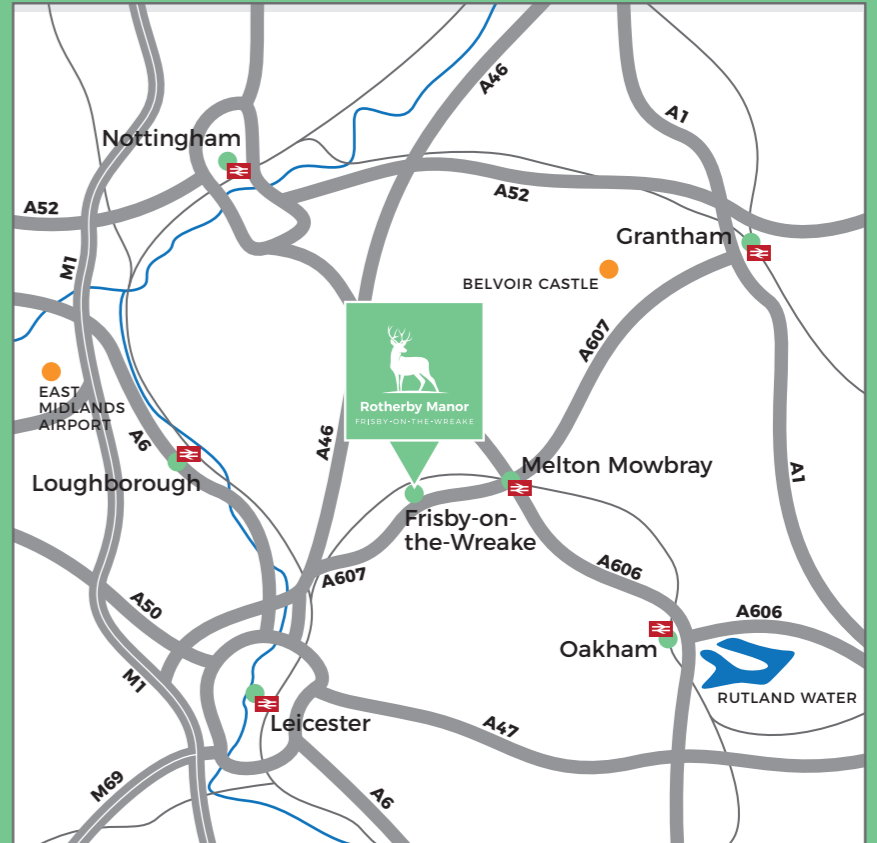 A46
A1
Nottingham
A52
A52
Grantham
M1
BELVOIR CASTLE
A607
EAST
MIDLANDS
AIRPORT
Rotherby Manor
FRISBY-ON-THE-WREAKE
A6
A46
Loughborough
Melton Mowbray
A1
Frisby-on-
the-Wreake
A607
A606
A50
A606
Oakham
M1
RUTLAND WATER
Leicester
A47
M69
A6